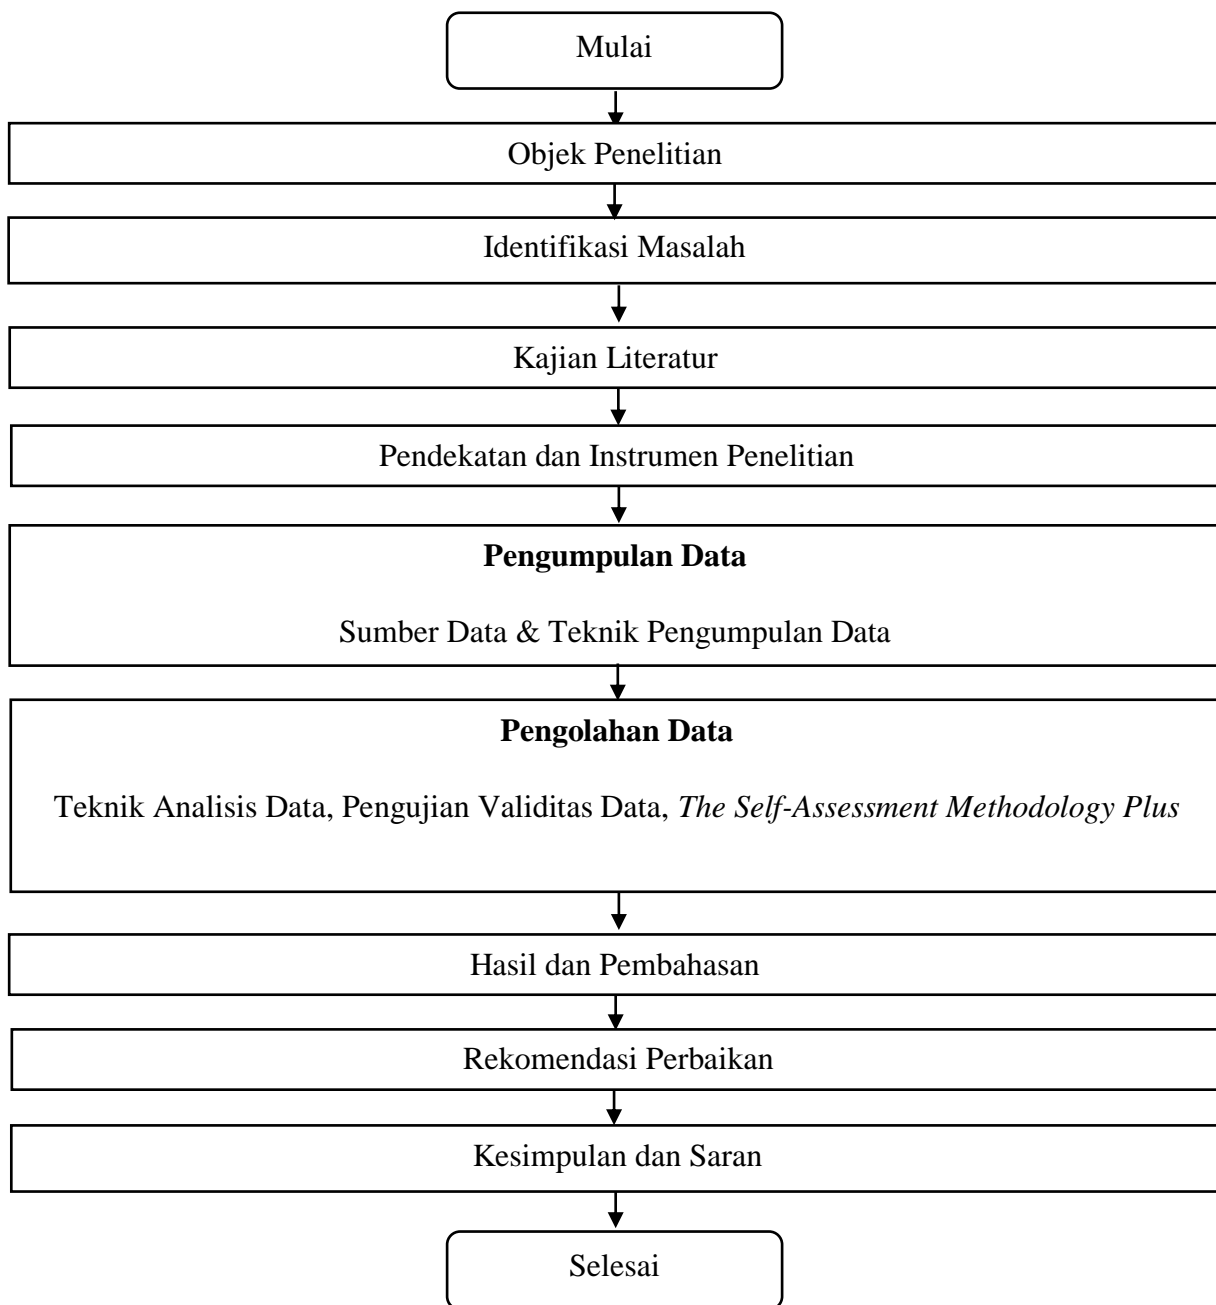 Mulai
Objek Penelitian
Identifikasi Masalah
Kajian Literatur
Pendekatan dan Instrumen Penelitian
Pengumpulan Data
Sumber Data & Teknik Pengumpulan Data
Pengolahan Data
Teknik Analisis Data, Pengujian Validitas Data, The Self-Assessment Methodology Plus
Hasil dan Pembahasan
Rekomendasi Perbaikan
Kesimpulan dan Saran
Selesai